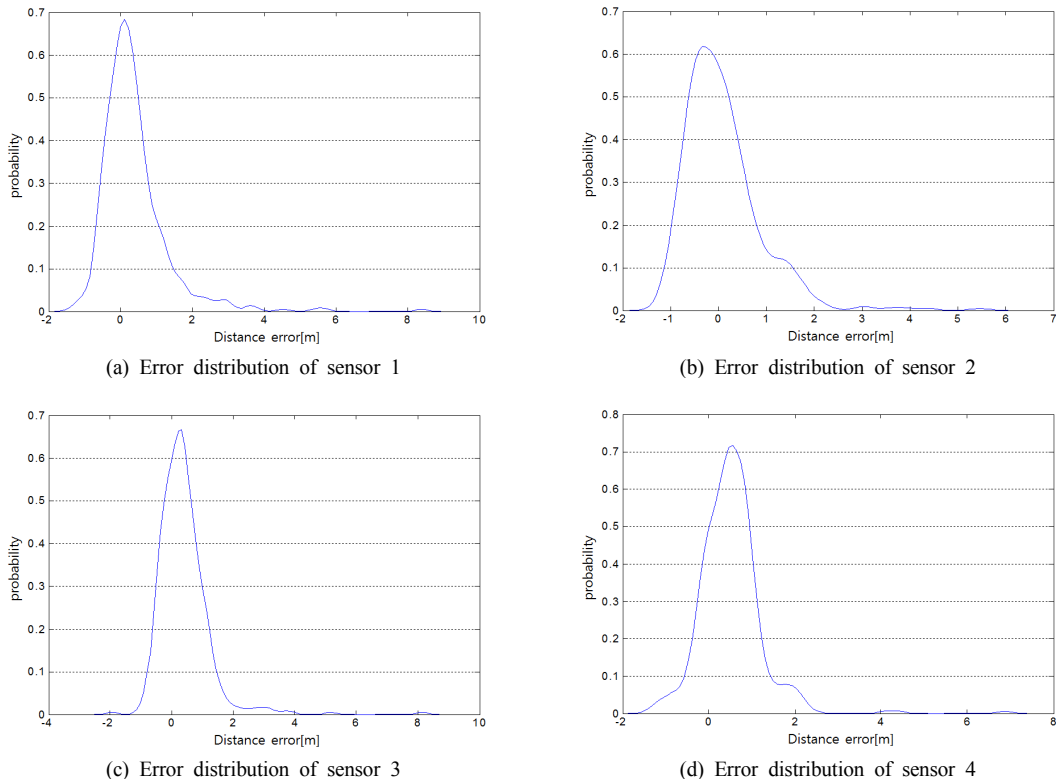 0.7
0.6
0.5
0.4
0.3
0.2
0.1
0
probability
-2 0 2 4 6 8 10
Distance error[m]
(a) Error distribution of sensor 1
0.7
0.6
0.5
0.4
0.3
0.2
0.1
0
probability
-2 -1 0 1 2 3 4 5 6 7
Distance error[m]
(b) Error distribution of sensor 2
0.7
0.6
0.5
0.4
0.3
0.2
0.1
0
probability
-4 -2 0 2 4 6 8 10
Distance error[m]
(c) Error distribution of sensor 3
0.8
0.7
0.6
0.5
0.4
0.3
0.2
0.1
0
probability
-2 0 2 4 6 8
Distance error[m]
(d) Error distribution of sensor 4